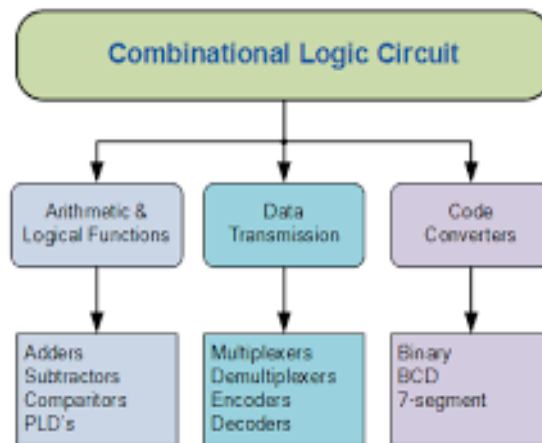 Combinational Logic Circuit
Arithmetic &
Logical Functions
Data
Transmission
Code
Converters
Adders
Subtractors
Comparitors
PLD's
Multiplexers
Demultiplexers
Encoders
Decoders
Binary
BCD
7-segment